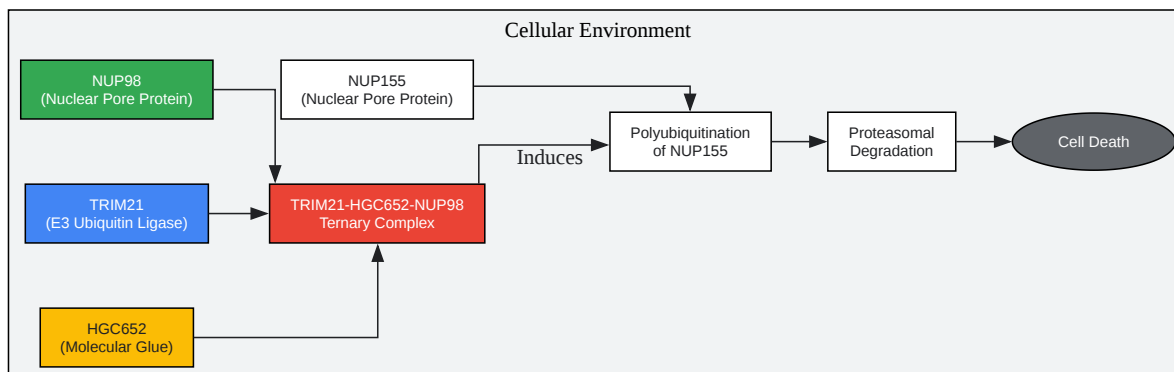 Cellular Environment
NUP98
(Nuclear Pore Protein)
NUP155
(Nuclear Pore Protein)
Polyubiquitination
of NUP155
Proteasomal
Degradation
Cell Death
Induces
TRIM21
(E3 Ubiquitin Ligase)
TRIM21-HGC652-NUP98
Ternary Complex
HGC652
(Molecular Glue)